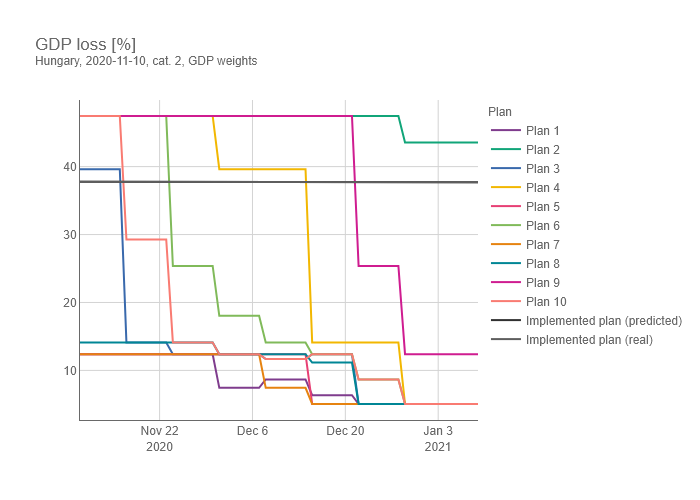 GDP loss [%]
Hungary, 2020-11-10, cat. 2, GDP weights
Plan
Plan 1
Plan 2
Plan 3
Plan 4
Plan 5
Plan 6
Plan 7
Plan 8
Plan 9
Plan 10
Implemented plan (predicted)
Implemented plan (real)
40
30
20
10
Nov 22
2020
Dec 6
Dec 20
Jan 3
2021